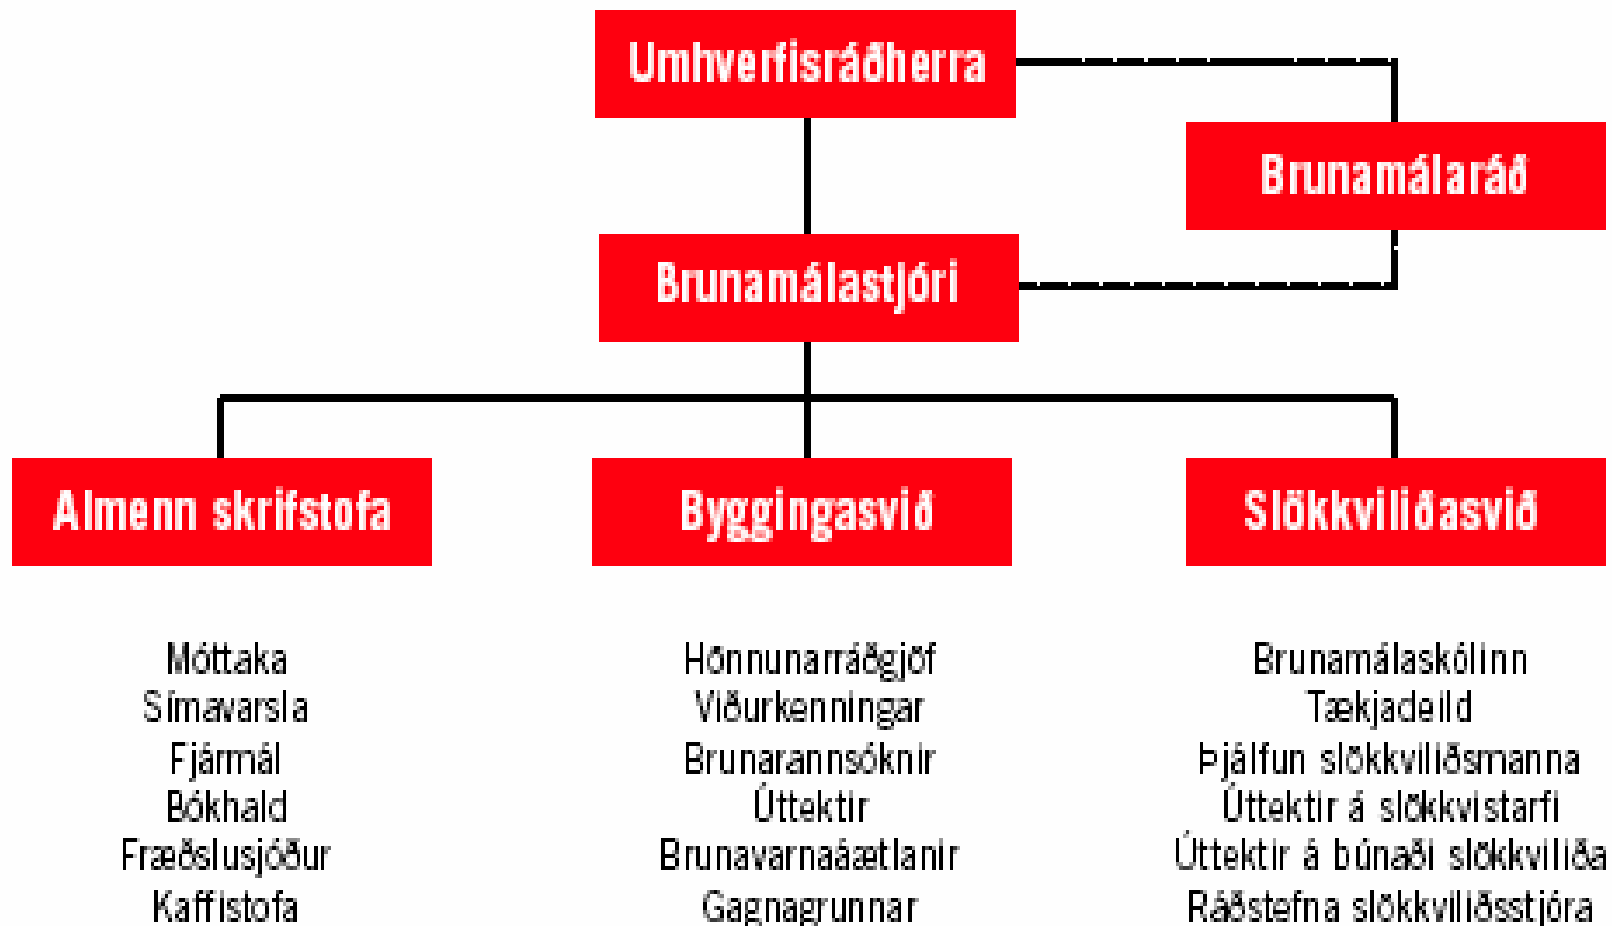 Umhverfisráðherra
Brunamálaráð
Brunamálastjóri
Almenn skrifstofa
Byggingasvið
Slökkviliðasvið
Móttaka
Símavarsla
Fjármál
Bókhald
Fræðslusjóður
Kaffistofa
Hönnunarráðgjöf
Viðurkenningar
Brunarannsóknir
Úttektir
Brunavarnaáætlanir
Gagnagrunnar
Brunamálaskólinn
Tækjadeild
Þjálfun slökkviliðsmanna
Úttektir á slökkvistarfi
Úttektir á búnaði slökkviliða
Ráðstefna slökkviliðsstjóra